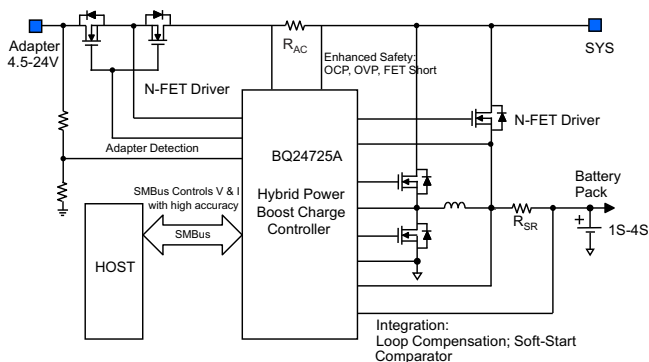 Adapter
4.5-24V
R_AC
SYS
Enhanced Safety:
OCP, OVP, FET Short
N-FET Driver
N-FET Driver
Adapter Detection
BQ24725A
Hybrid Power
Boost Charge
Controller
SMBus Controls V & I
with high accuracy
SMBus
HOST
Battery
Pack
R_SR
+
1S-4S
Integration:
Loop Compensation; Soft-Start
Comparator